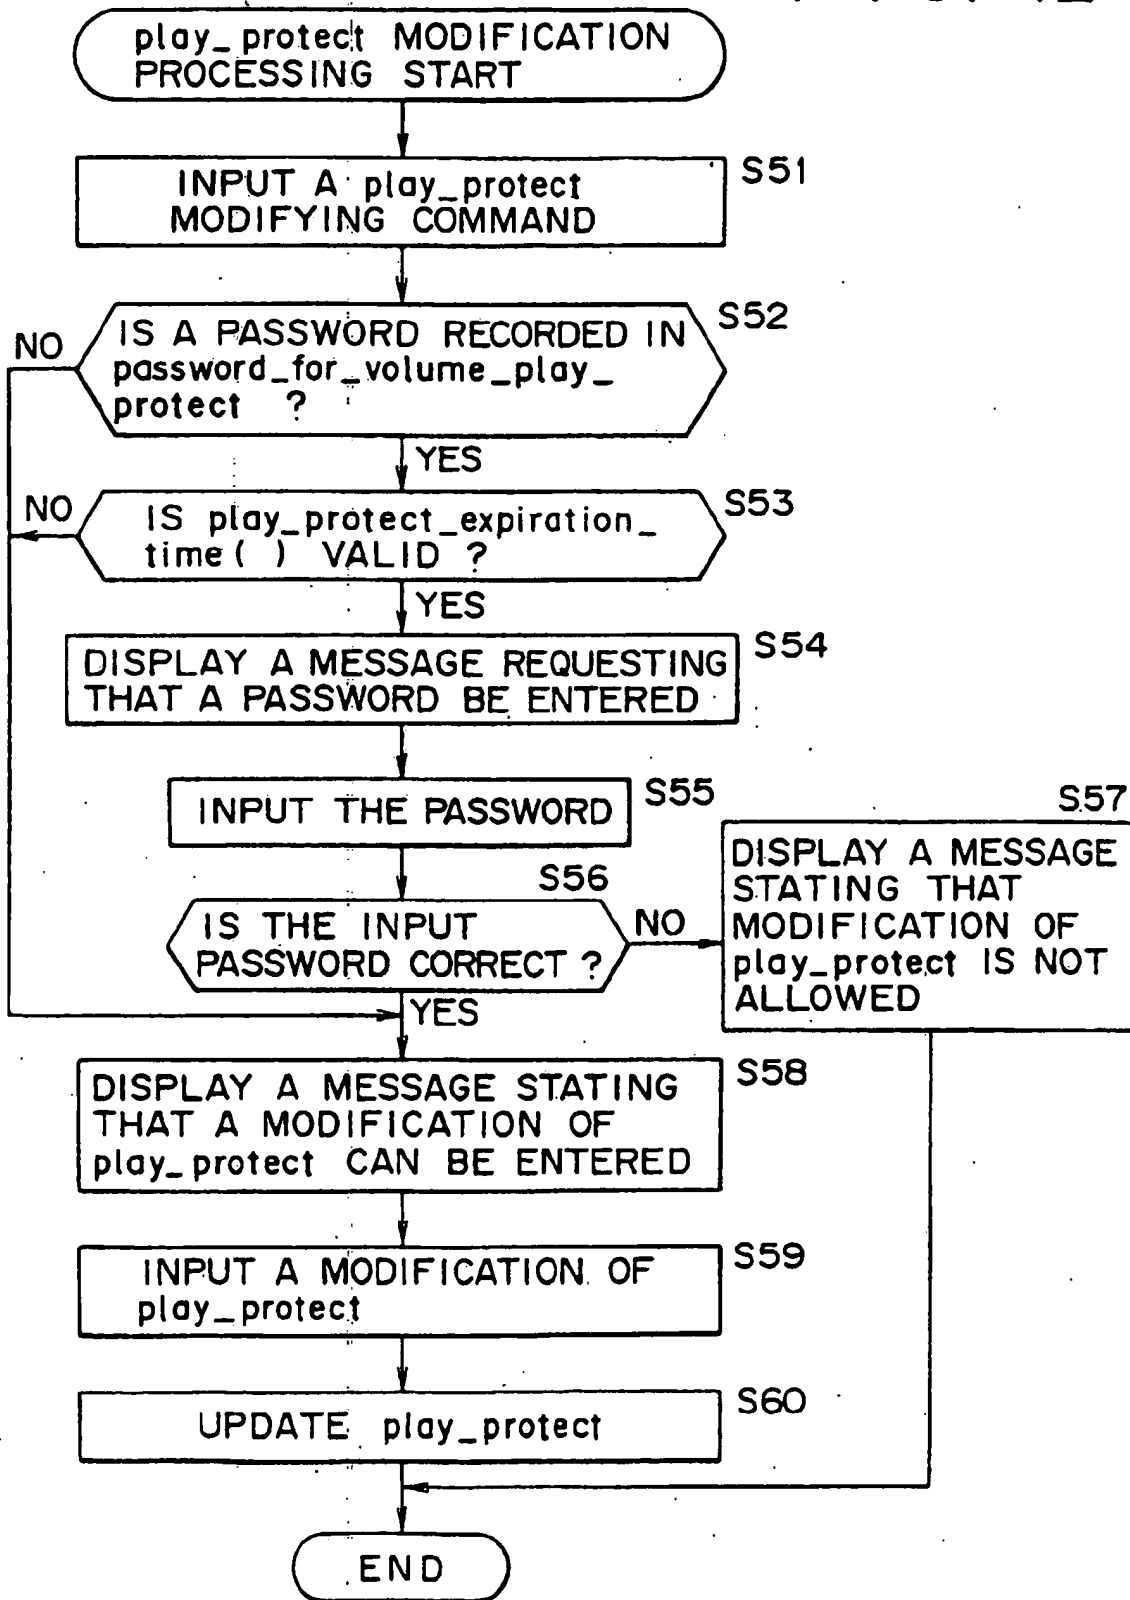 play_protect MODIFICATION
PROCESSING START
INPUT A play_protect
MODIFYING COMMAND
S51
IS A PASSWORD RECORDED IN
password_for_volume_play_
protect ?
S52
NO
YES
IS play_protect_expiration_
time( ) VALID ?
S53
NO
YES
DISPLAY A MESSAGE REQUESTING
THAT A PASSWORD BE ENTERED
S54
INPUT THE PASSWORD
S55
S56
IS THE INPUT
PASSWORD CORRECT ?
NO
YES
S57
DISPLAY A MESSAGE
STATING THAT
MODIFICATION OF
play_protect IS NOT
ALLOWED
DISPLAY A MESSAGE STATING
THAT A MODIFICATION OF
play_protect CAN BE ENTERED
S58
INPUT A MODIFICATION OF
play_protect
S59
UPDATE play_protect
S60
END